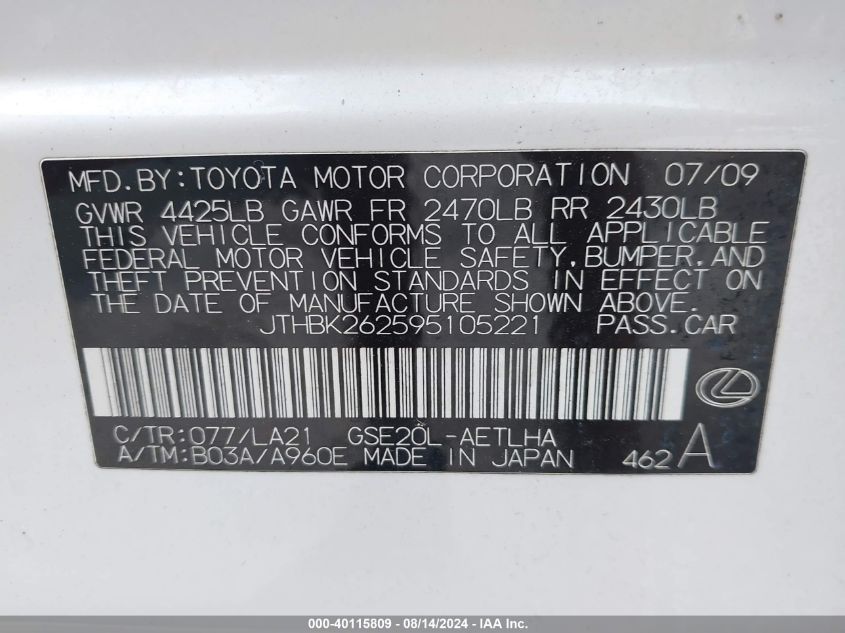 MFD.BY:TOYOTA MOTOR CORPORATION 07/09
GVWR 4425LB GAWR FR 2470LB RR 2430LB
THIS VEHICLE CONFORMS TO ALL APPLICABLE
FEDERAL MOTOR VEHICLE SAFETY,BUMPER,AND
THEFT PREVENTION STANDARDS IN EFFECT ON
THE DATE OF MANUFACTURE SHOWN ABOVE.
JTHBK262595105221 PASS.CAR
C/TR:077/LA21 GSE20L-AETLHA
A/TM:B03A/A960E MADE IN JAPAN 462A
000-40115809 - 08/14/2024 - IAA Inc.